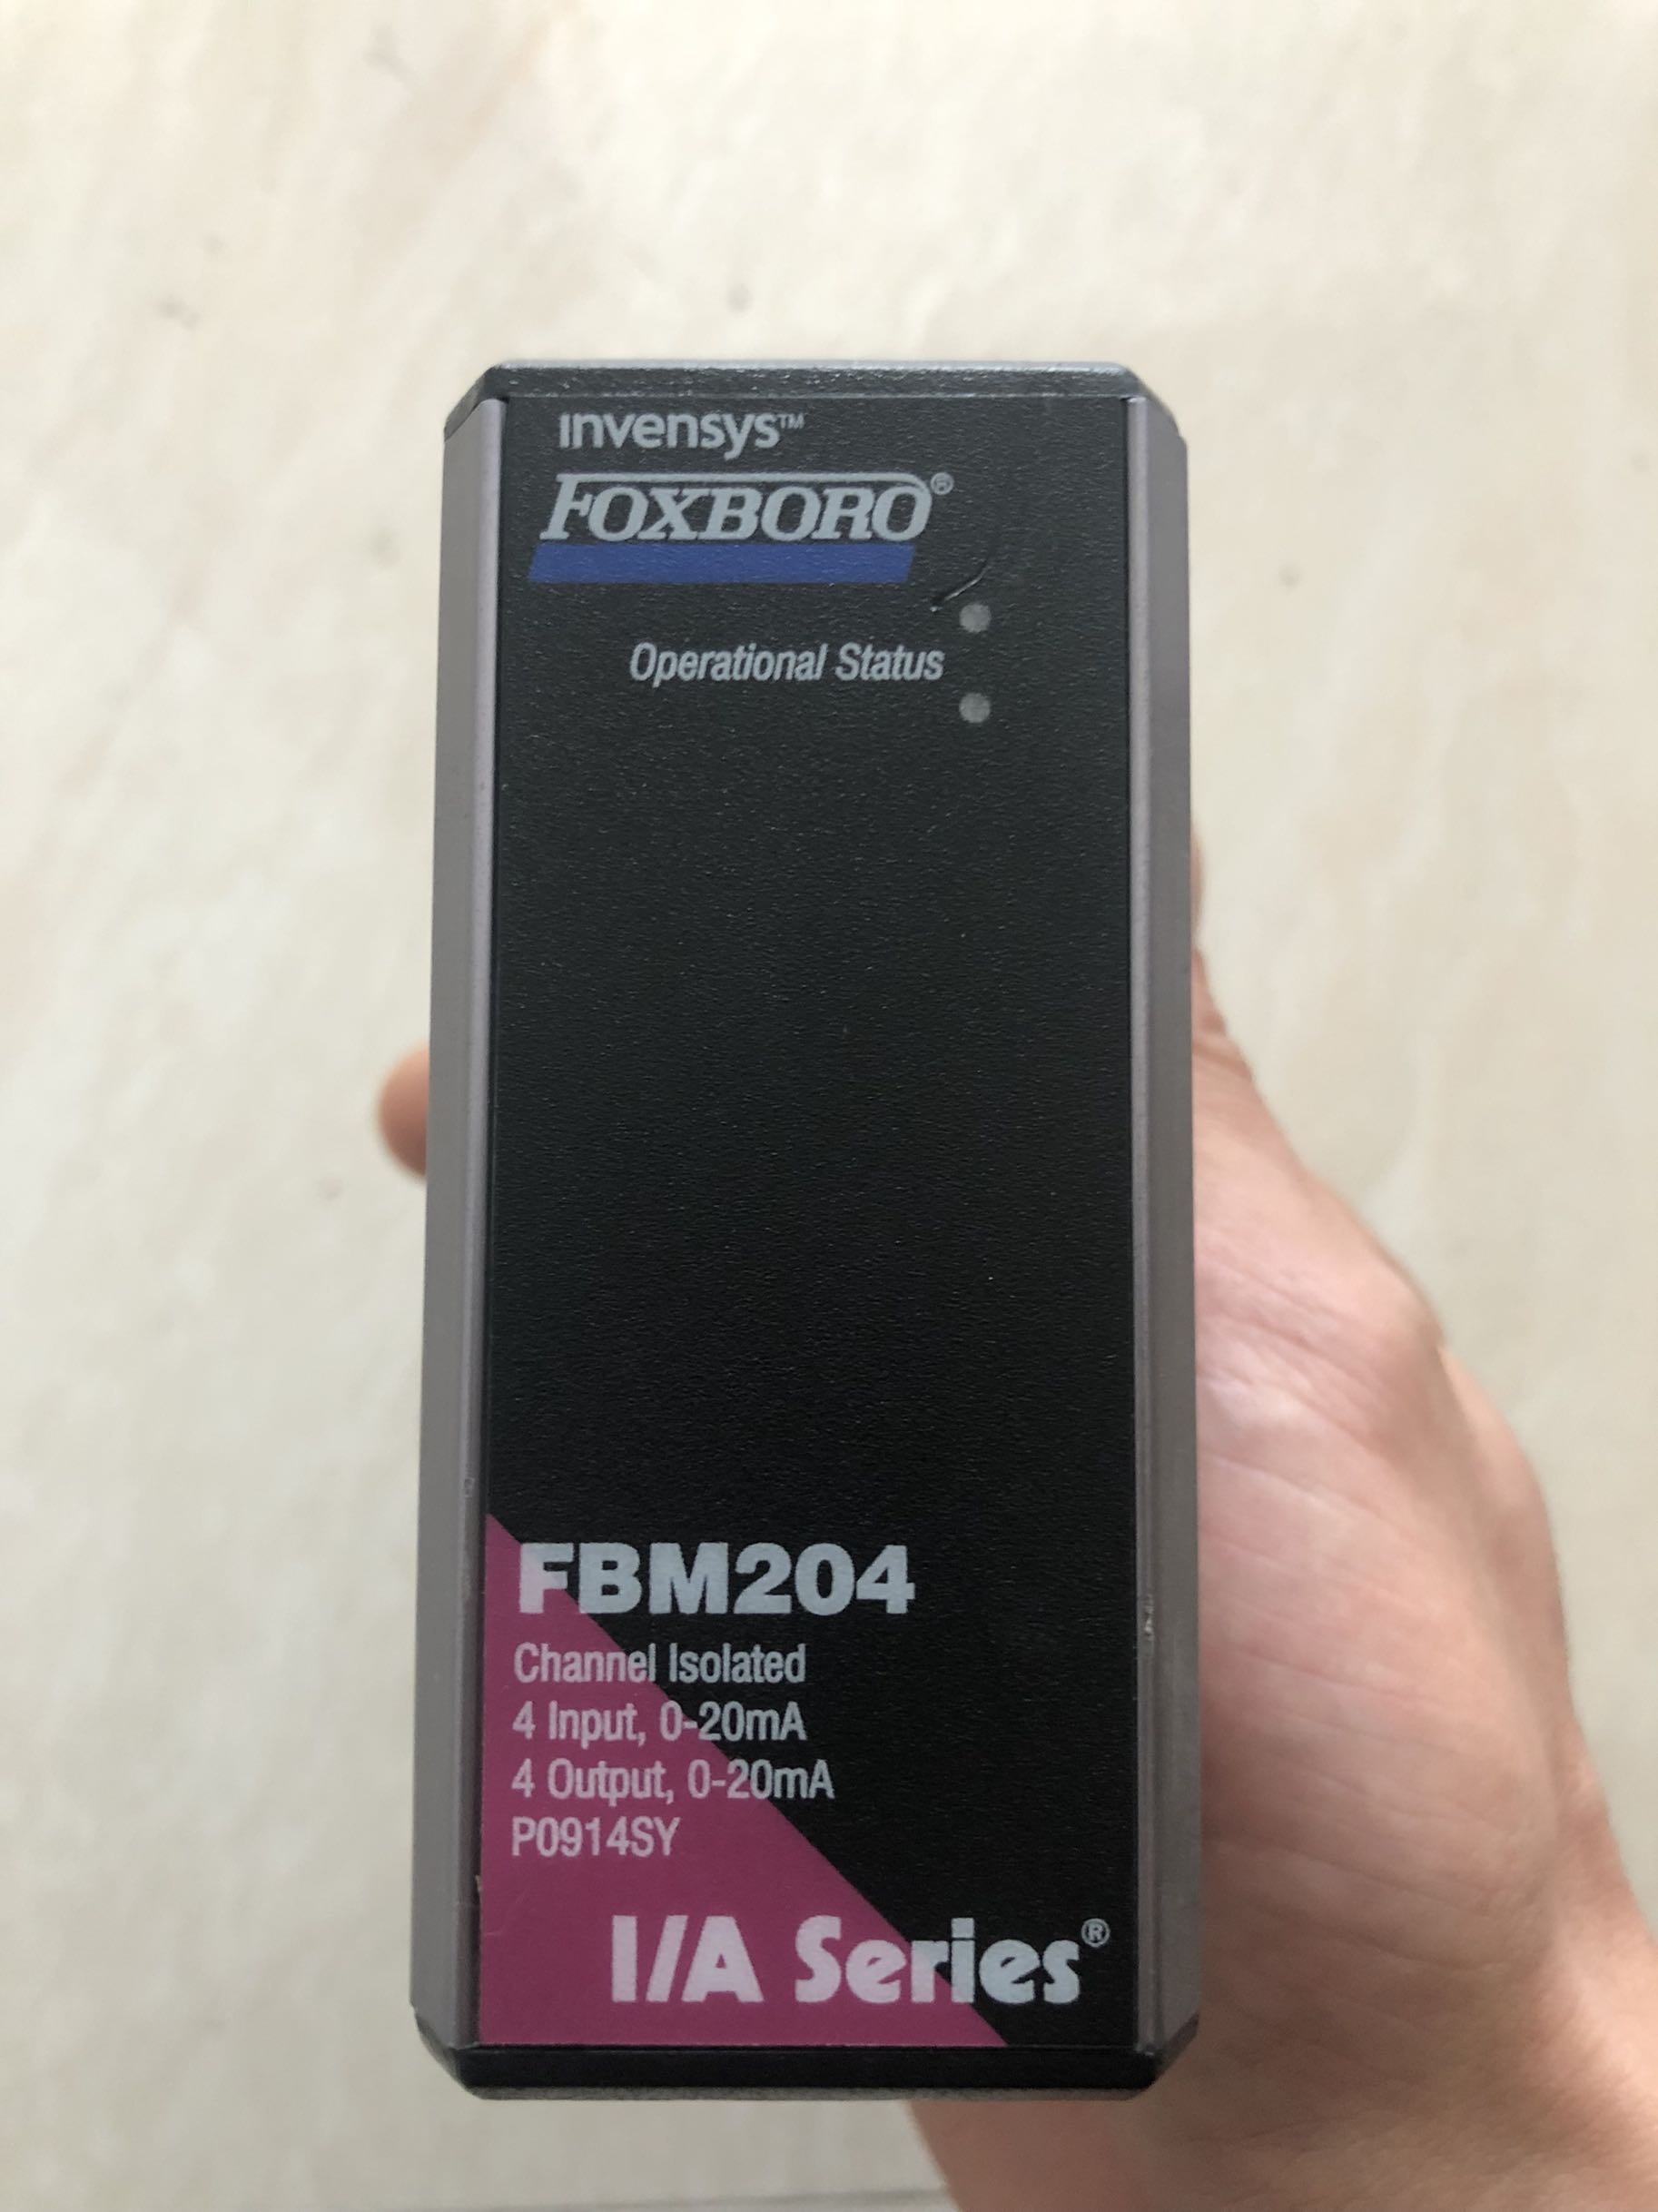 invensys™
FOXBORO®
Operational Status
FBM204
Channel Isolated
4 Input, 0-20mA
4 Output, 0-20mA
P0914SY
I/A Series®